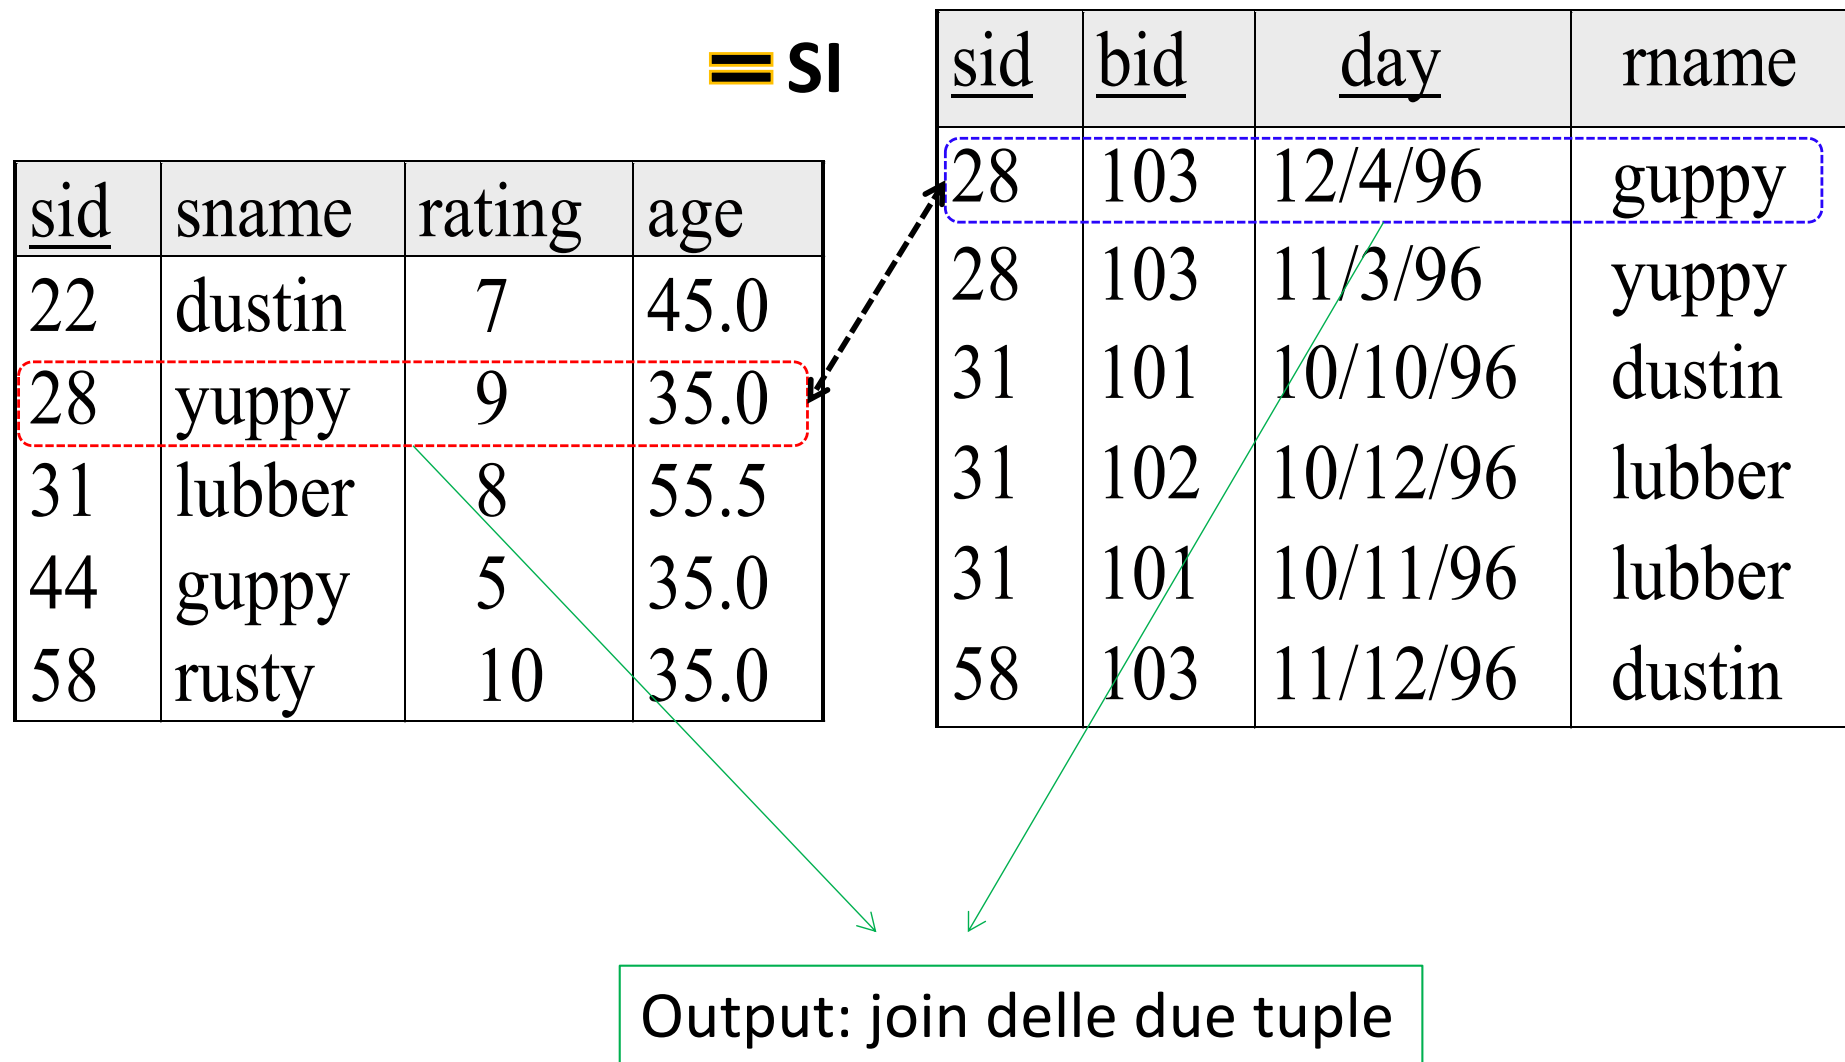 = SI
sid sname rating age
22 dustin 7 45.0
28 yuppy 9 35.0
31 lubber 8 55.5
44 guppy 5 35.0
58 rusty 10 35.0
sid bid day rname
28 103 12/4/96 guppy
28 103 11/3/96 yuppy
31 101 10/10/96 dustin
31 102 10/12/96 lubber
31 101 10/11/96 lubber
58 103 11/12/96 dustin
Output: join delle due tuple